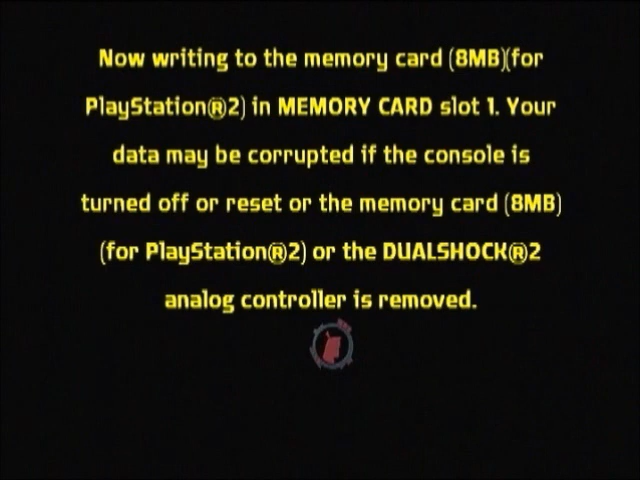 Now writing to the memory card (8MB)(for
PlayStation®2) in MEMORY CARD slot 1. Your
data may be corrupted if the console is
turned off or reset or the memory card (8MB)
(for PlayStation®2) or the DUALSHOCK®2
analog controller is removed.